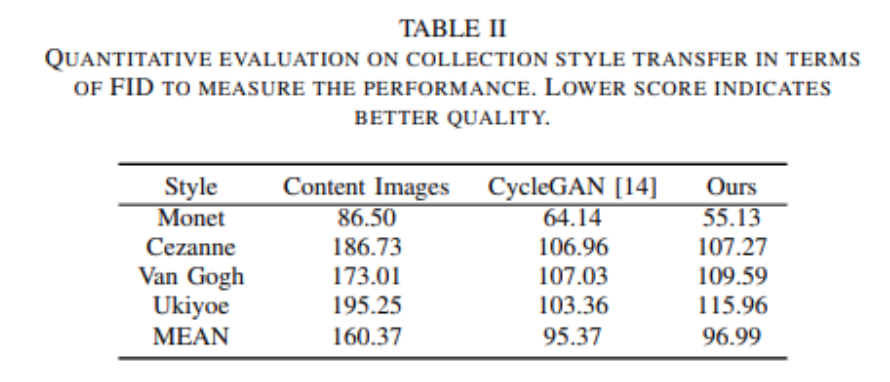 TABLE II
QUANTITATIVE EVALUATION ON COLLECTION STYLE TRANSFER IN TERMS
OF FID TO MEASURE THE PERFORMANCE. LOWER SCORE INDICATES
BETTER QUALITY.
Style Content Images CycleGAN [14] Ours
Monet 86.50 64.14 55.13
Cezanne 186.73 106.96 107.27
Van Gogh 173.01 107.03 109.59
Ukiyoe 195.25 103.36 115.96
MEAN 160.37 95.37 96.99